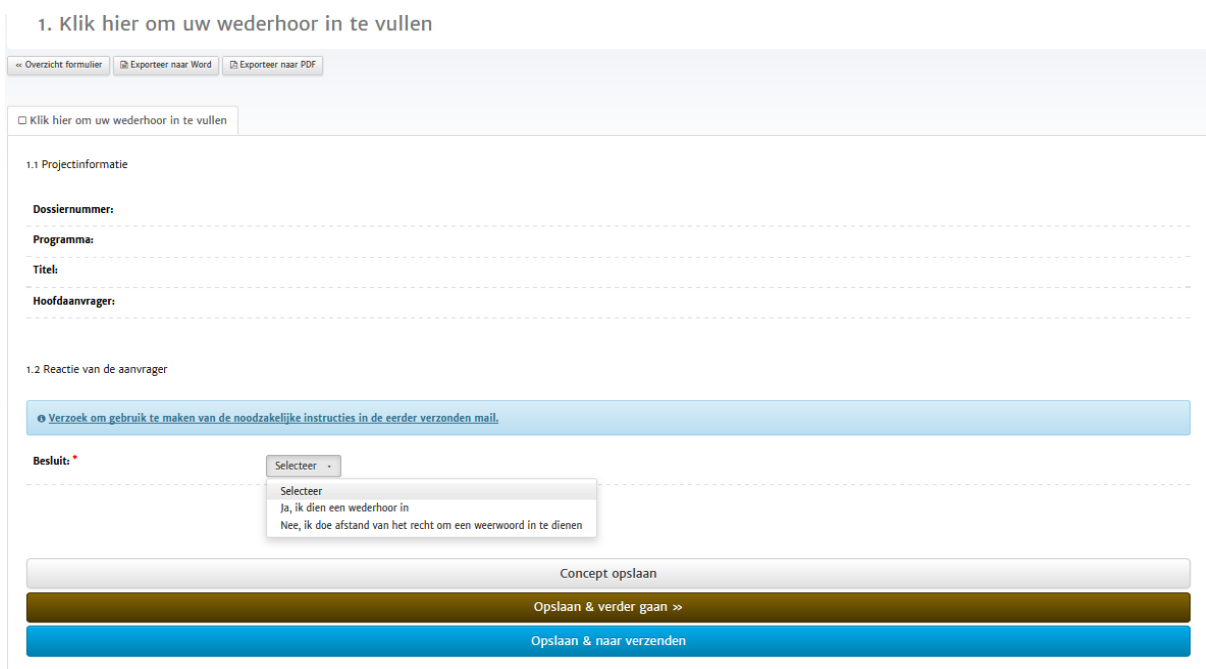 1. Klik hier om uw wederhoor in te vullen
« Overzicht formulier Exporteer naar Word Exporteer naar PDF
Klik hier om uw wederhoor in te vullen
1.1 Projectinformatie
Dossiernummer:
Programma:
Titel:
Hoofdaanvrager:
1.2 Reactie van de aanvrager
Verzoek om gebruik te maken van de noodzakelijke instructies in de eerder verzonden mail.
Besluit: * Selecteer
Selecteer
Ja, ik dien een wederhoor in
Nee, ik doe afstand van het recht om een weerwoord in te dienen
Concept opslaan
Opslaan & verder gaan »
Opslaan & naar verzenden